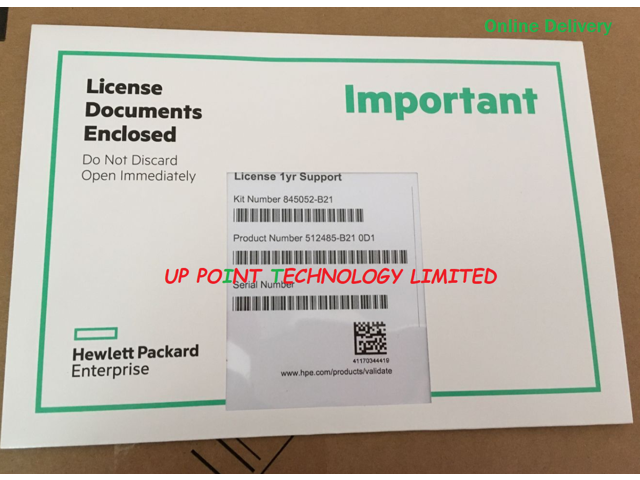 Online Delivery
License
Documents
Enclosed
Do Not Discard
Open Immediately
Important
License 1yr Support
Kit Number 845052-B21
Product Number 512485-B21 0D1
UP POINT TECHNOLOGY LIMITED
Serial Number
41170344419
www.hpe.com/products/validate
Hewlett Packard
Enterprise